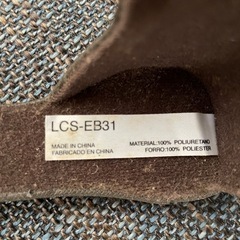 LCS-EB31
MADE IN CHINA
FABRICADO EN CHINA
MATERIAL:100% POLIURETANO
FORRO:100% POLIESTER